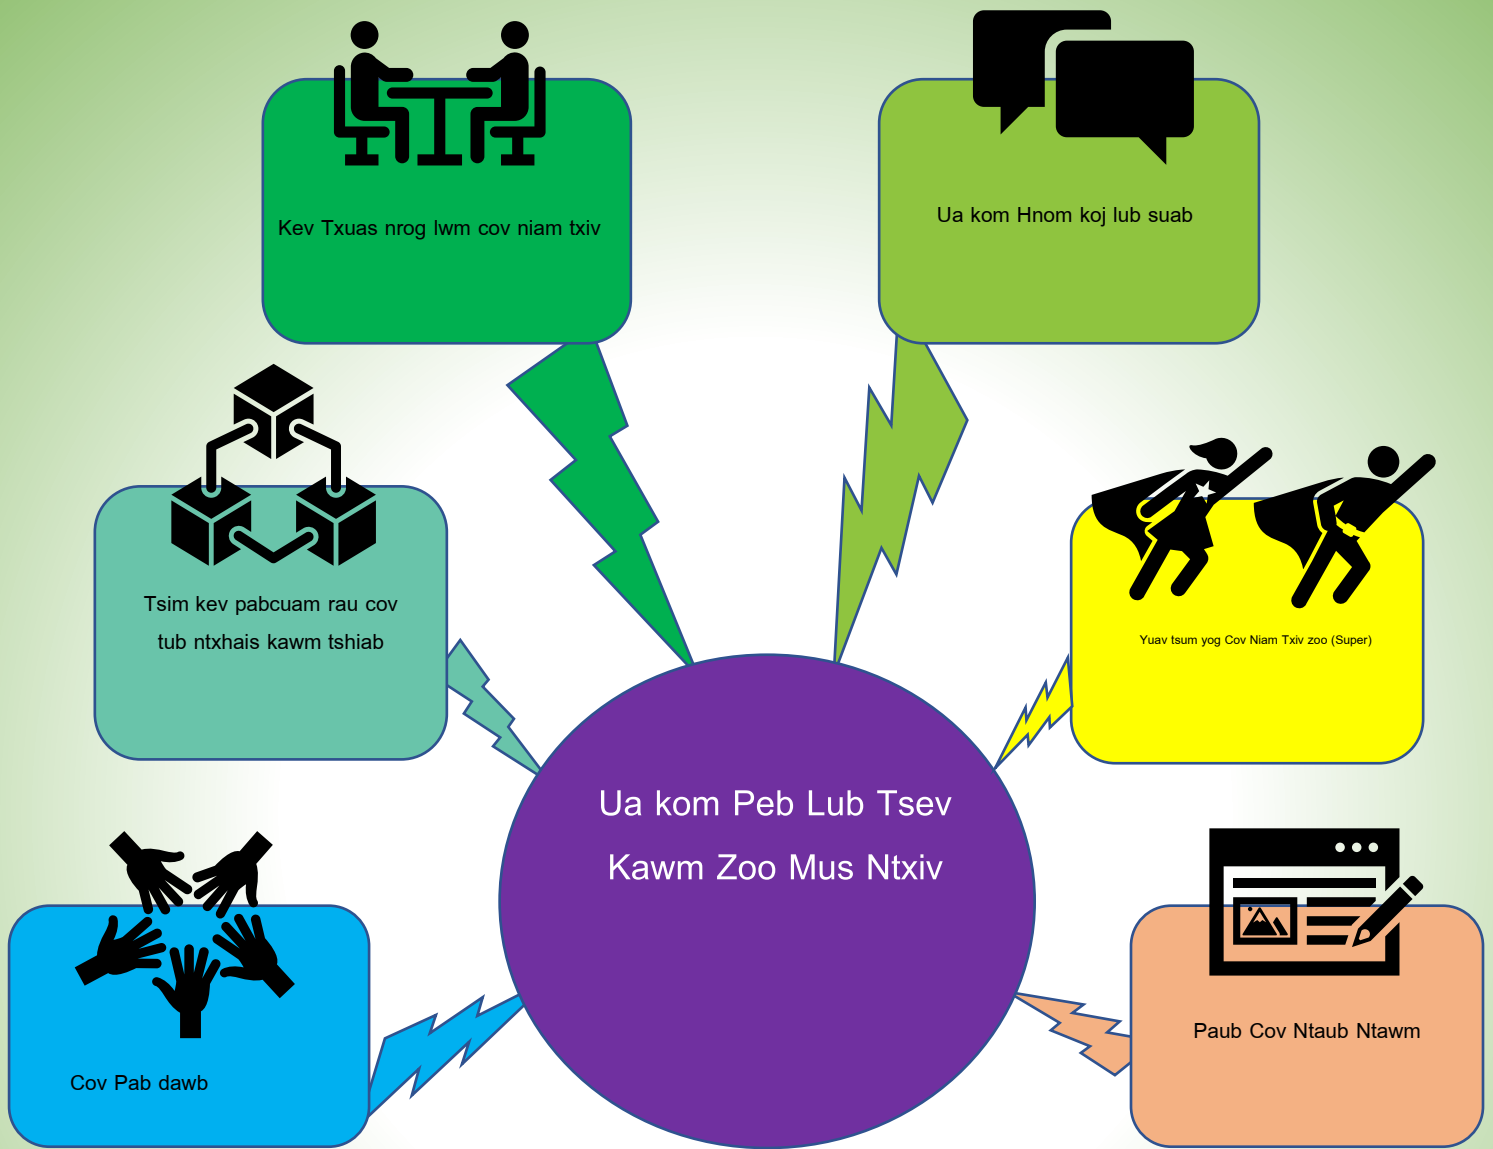 Kev Txuas nrog lwm cov niam txiv
Ua kom Hnom koj lub suab
Tsim kev pabcuam rau cov
tub ntxhais kawm tshiab
Yuav tsum yog Cov Niam Txiv zoo (Super)
Ua kom Peb Lub Tsev
Kawm Zoo Mus Ntxiv
Cov Pab dawb
Paub Cov Ntaub Ntawm